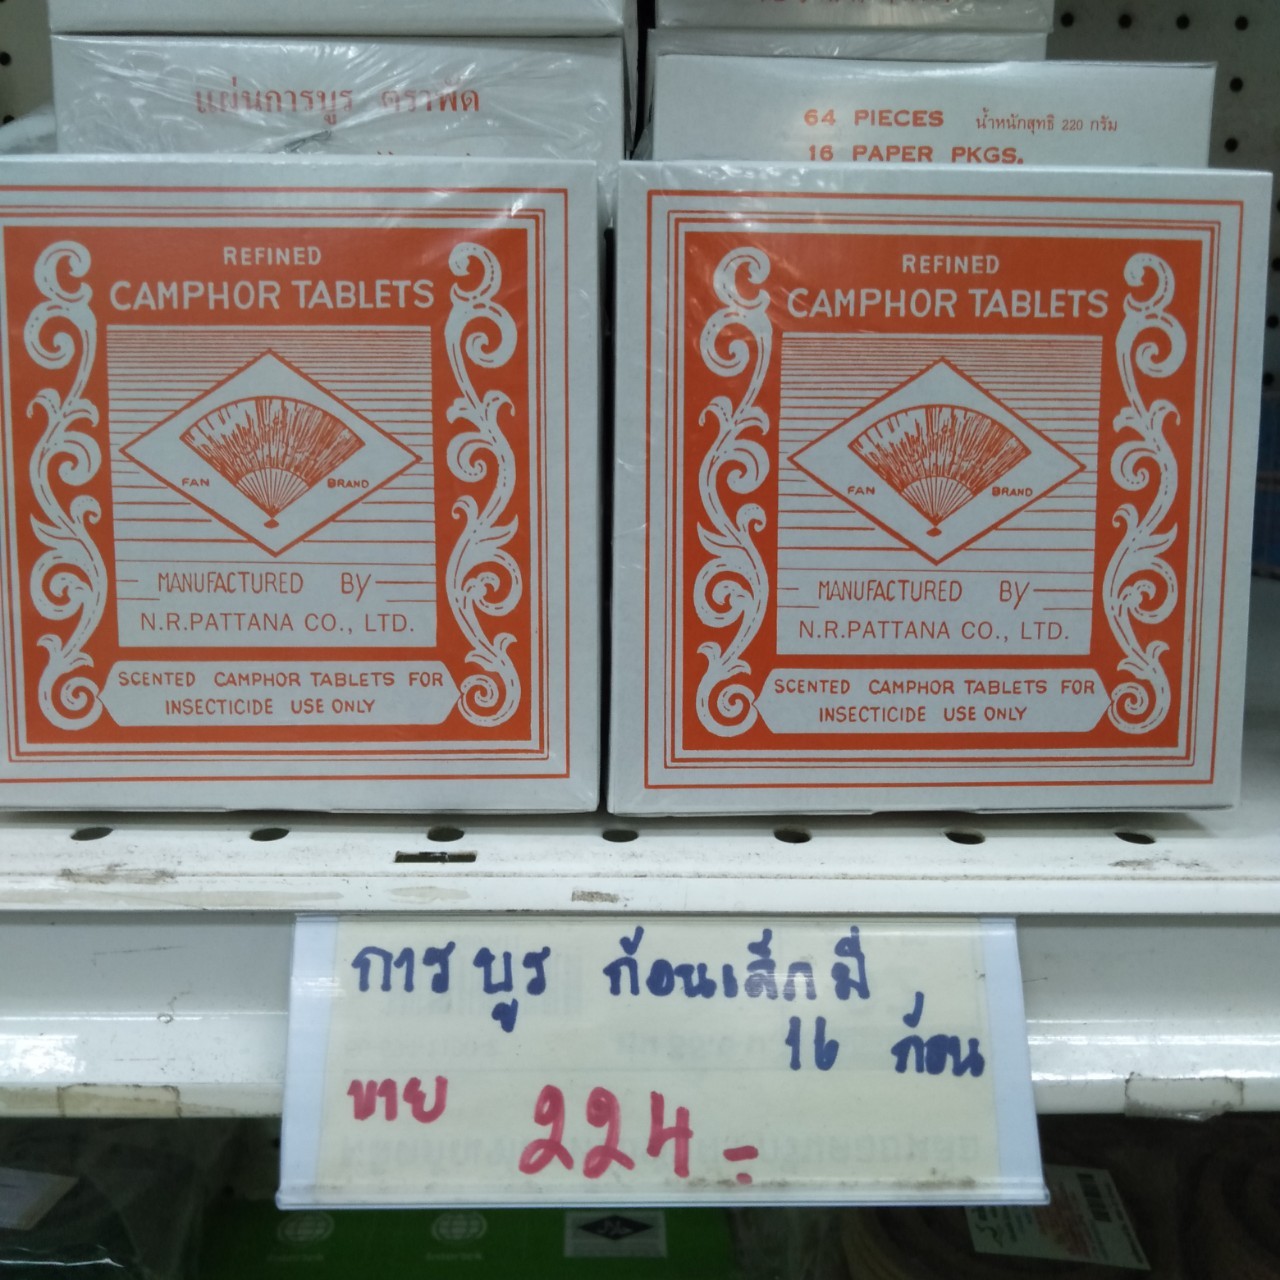 แผ่นการบูร ตราพัด
64 PIECES น้ำหนักสุทธิ 220 กรัม
16 PAPER PKGS.
REFINED
CAMPHOR TABLETS
FAN BRAND
MANUFACTURED BY
N.R.PATTANA CO., LTD.
SCENTED CAMPHOR TABLETS FOR
INSECTICIDE USE ONLY
REFINED
CAMPHOR TABLETS
FAN BRAND
MANUFACTURED BY
N.R.PATTANA CO., LTD.
SCENTED CAMPHOR TABLETS FOR
INSECTICIDE USE ONLY
การบูร ก้อนเล็กมี
16 ก้อน
ขาย 224.-